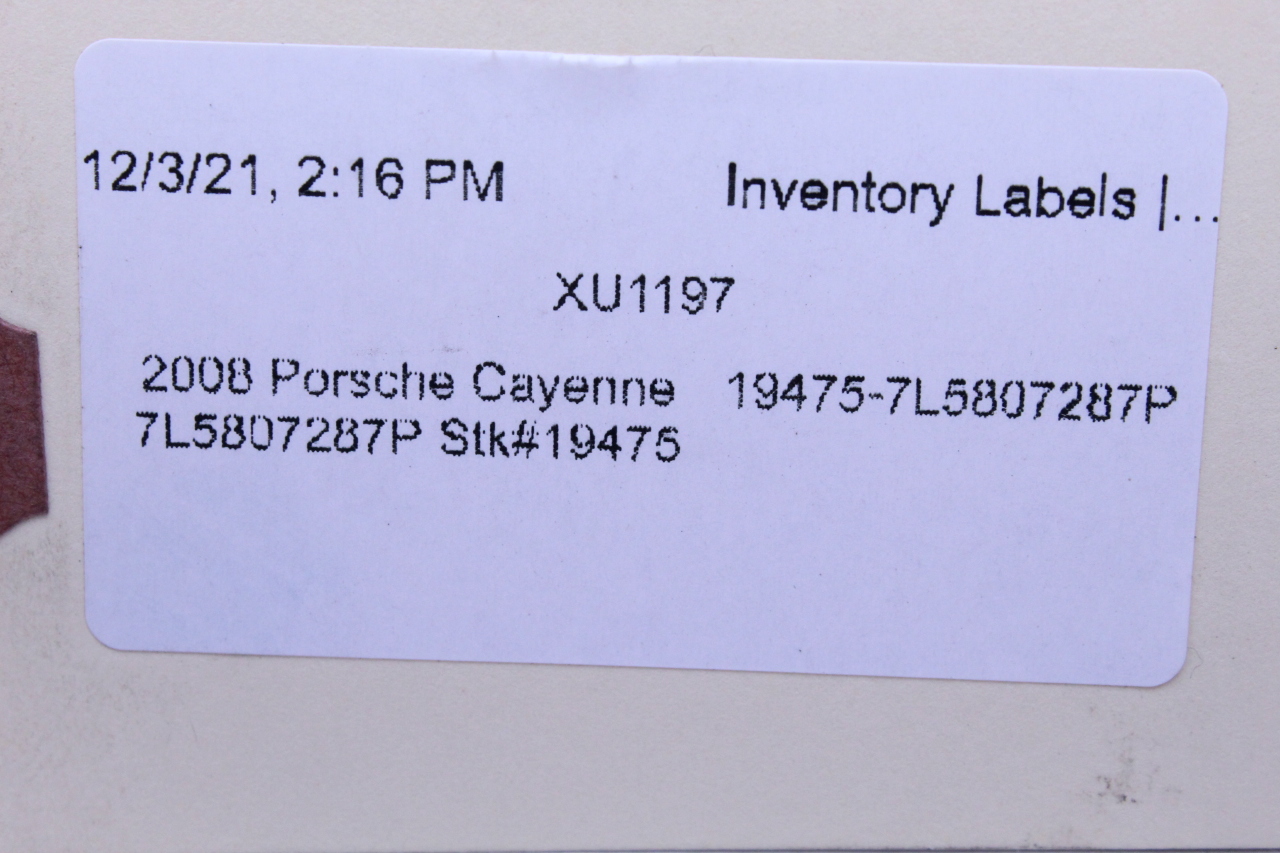 12/3/21, 2:16 PM Inventory Labels |...
XU1197
2008 Porsche Cayenne 19475-7L5807287P
7L5807287P Stk#19475